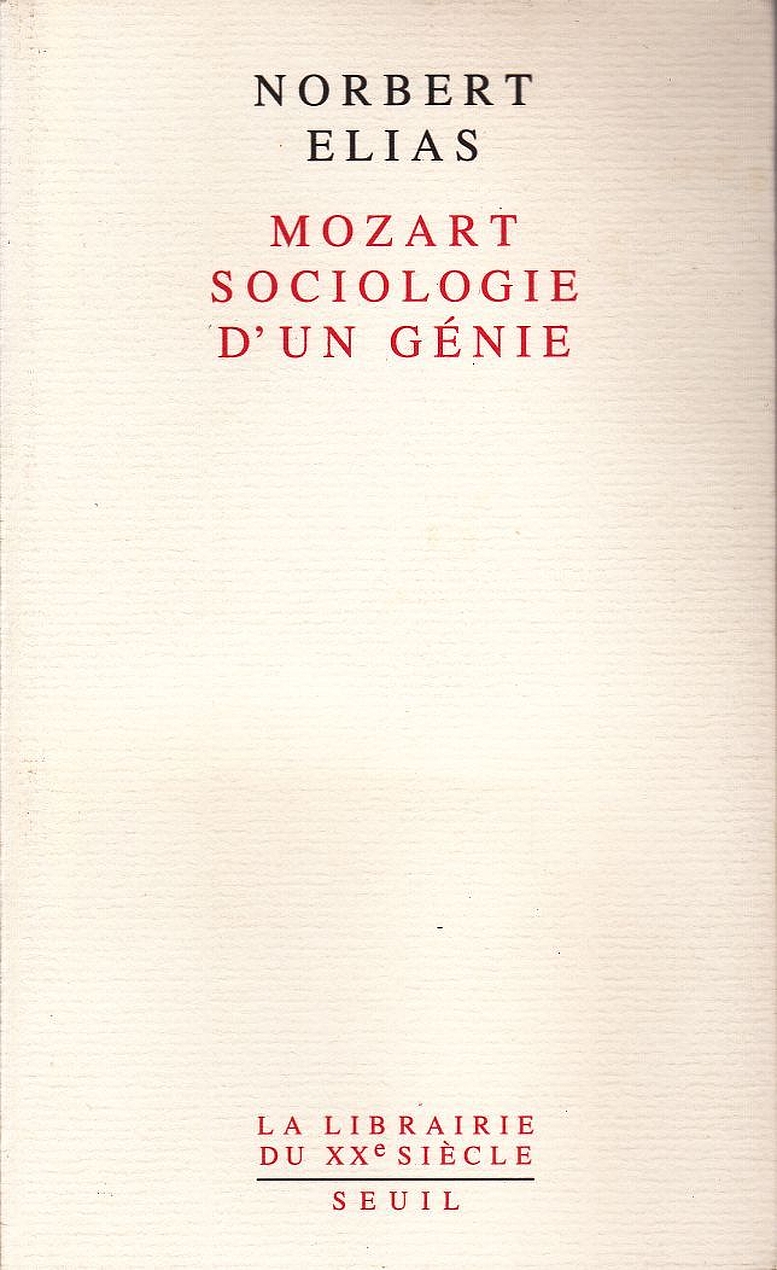 NORBERT
ELIAS
MOZART
SOCIOLOGIE
D'UN GÉNIE
LA LIBRAIRIE
DU XXe SIÈCLE
SEUIL